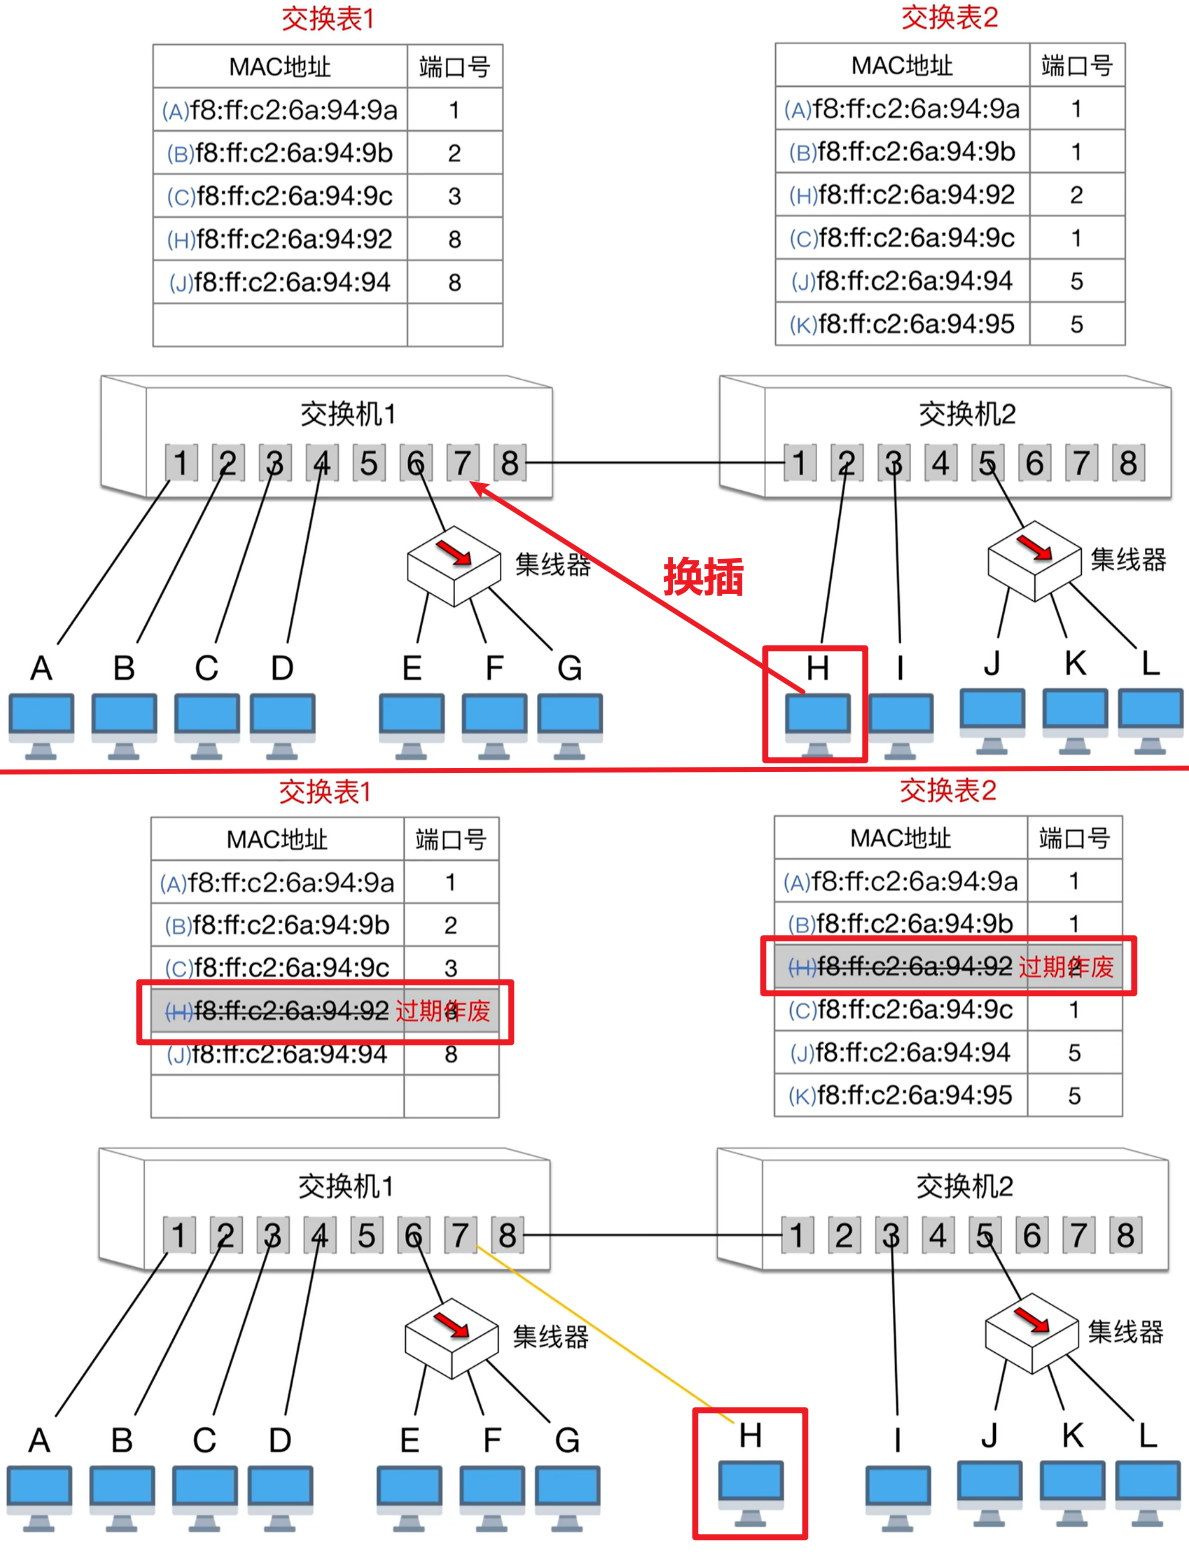 交换表1
MAC地址 端口号
(A)f8:ff:c2:6a:94:9a 1
(B)f8:ff:c2:6a:94:9b 2
(C)f8:ff:c2:6a:94:9c 3
(H)f8:ff:c2:6a:94:92 8
(J)f8:ff:c2:6a:94:94 8
交换表2
MAC地址 端口号
(A)f8:ff:c2:6a:94:9a 1
(B)f8:ff:c2:6a:94:9b 1
(H)f8:ff:c2:6a:94:92 2
(C)f8:ff:c2:6a:94:9c 1
(J)f8:ff:c2:6a:94:94 5
(K)f8:ff:c2:6a:94:95 5
交换机1
1 2 3 4 5 6 7 8
交换机2
1 2 3 4 5 6 7 8
集线器
换插
集线器
A B C D E F G H I J K L
交换表1
MAC地址 端口号
(A)f8:ff:c2:6a:94:9a 1
(B)f8:ff:c2:6a:94:9b 2
(C)f8:ff:c2:6a:94:9c 3
(H)f8:ff:c2:6a:94:92 过期作废 8
(J)f8:ff:c2:6a:94:94 8
交换表2
MAC地址 端口号
(A)f8:ff:c2:6a:94:9a 1
(B)f8:ff:c2:6a:94:9b 1
(H)f8:ff:c2:6a:94:92 过期作废 2
(C)f8:ff:c2:6a:94:9c 1
(J)f8:ff:c2:6a:94:94 5
(K)f8:ff:c2:6a:94:95 5
交换机1
1 2 3 4 5 6 7 8
交换机2
1 2 3 4 5 6 7 8
集线器
集线器
A B C D E F G H I J K L